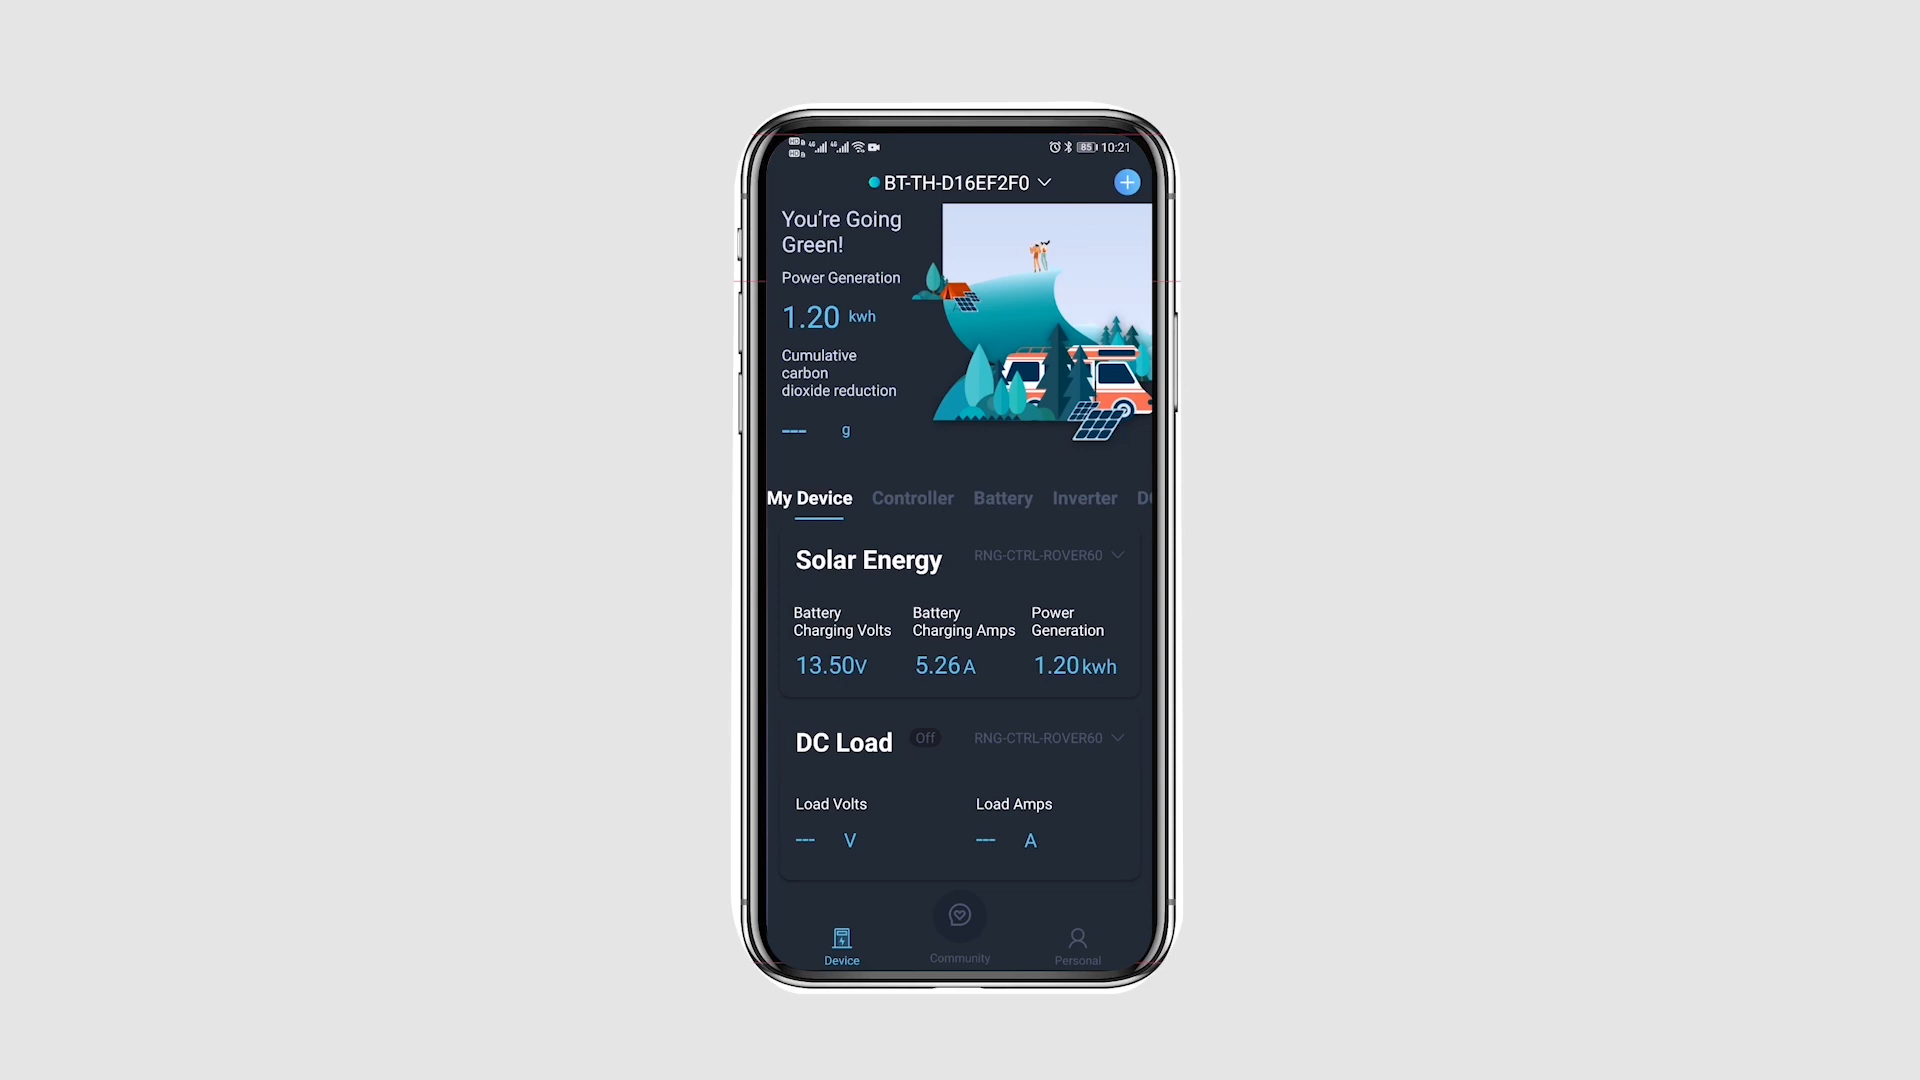 85 10:21
BT-TH-D16EF2F0
You’re Going
Green!
Power Generation
1.20 kwh
Cumulative
carbon
dioxide reduction
--- g
My Device Controller Battery Inverter
Solar Energy RNG-CTRL-ROVER60
Battery
Charging Volts
Battery
Charging Amps
Power
Generation
13.50V 5.26A 1.20kwh
DC Load Off RNG-CTRL-ROVER60
Load Volts Load Amps
--- V --- A
Device Community Personal